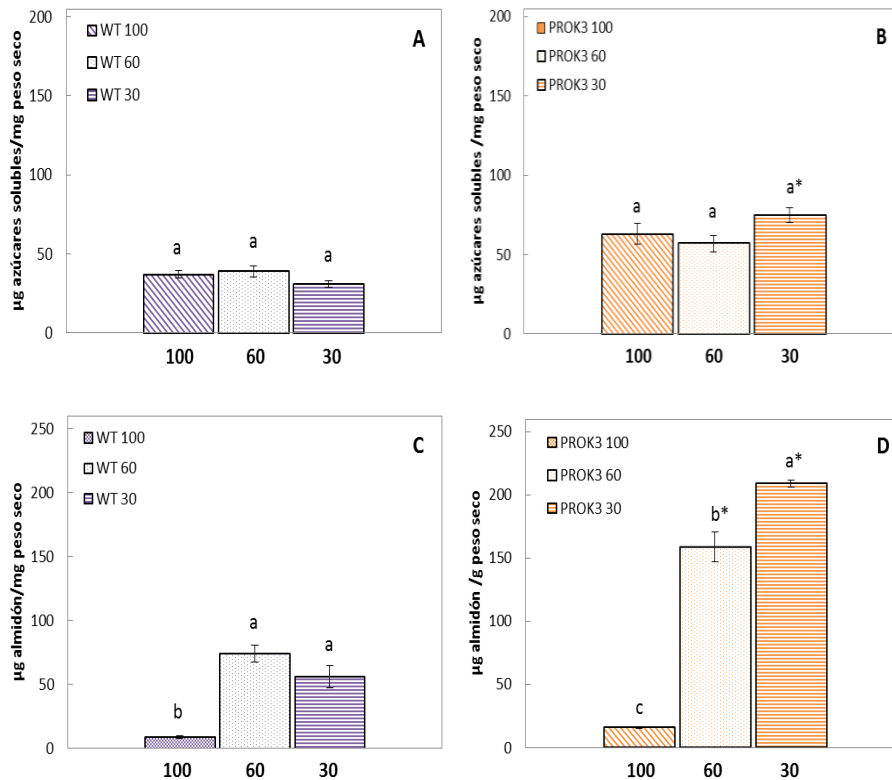 µg azúcares solubles/mg peso seco
200
150
100
50
0
WT 100
WT 60
WT 30
A
a
a
a
100
60
30
µg azúcares solubles /mg peso seco
200
150
100
50
0
PROK3 100
PROK3 60
PROK3 30
B
a
a
a*
100
60
30
µg almidón/mg peso seco
250
200
150
100
50
0
WT 100
WT 60
WT 30
C
b
a
a
100
60
30
µg almidón /g peso seco
250
200
150
100
50
0
PROK3 100
PROK3 60
PROK3 30
D
c
b*
a*
100
60
30